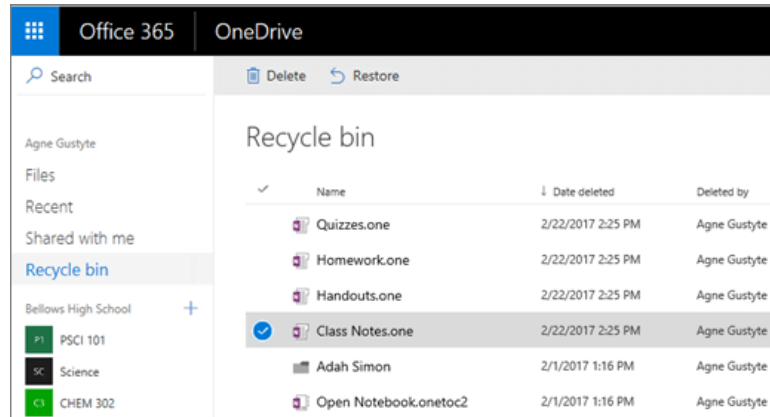 Office 365 OneDrive
Search
Delete Restore
Agne Gustyte
Files
Recent
Shared with me
Recycle bin
Bellows High School +
P1 PSCI 101
SC Science
C3 CHEM 302
Recycle bin
Name ↓ Date deleted Deleted by
Quizzes.one 2/22/2017 2:25 PM Agne Gustyte
Homework.one 2/22/2017 2:25 PM Agne Gustyte
Handouts.one 2/22/2017 2:25 PM Agne Gustyte
Class Notes.one 2/22/2017 2:25 PM Agne Gustyte
Adah Simon 2/1/2017 1:16 PM Agne Gustyte
Open Notebook.onetoc2 2/1/2017 1:16 PM Agne Gustyte